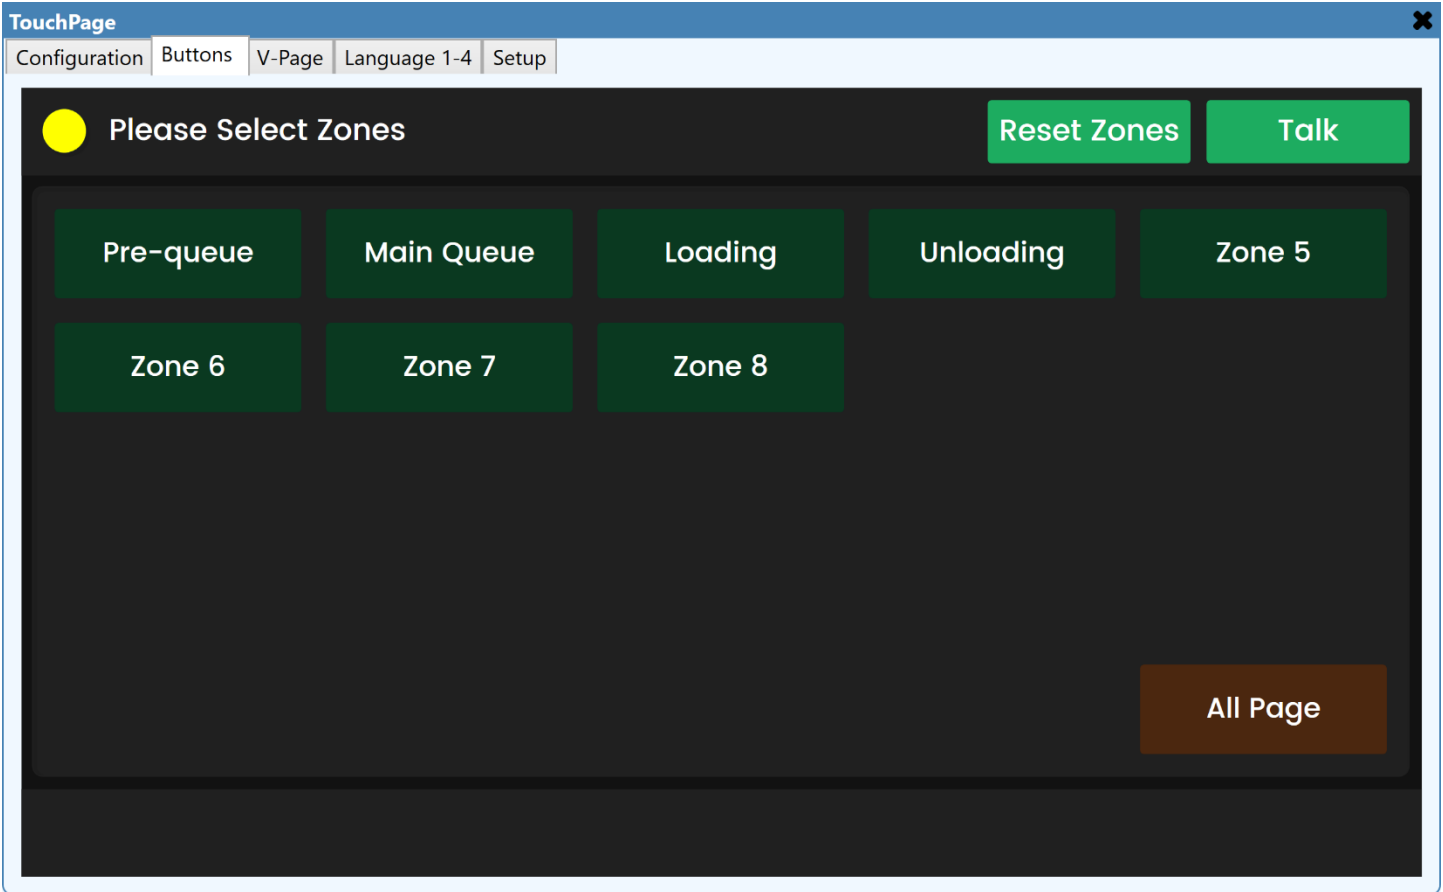 TouchPage
Configuration Buttons V-Page Language 1-4 Setup
Please Select Zones Reset Zones Talk
Pre-queue Main Queue Loading Unloading Zone 5
Zone 6 Zone 7 Zone 8
All Page